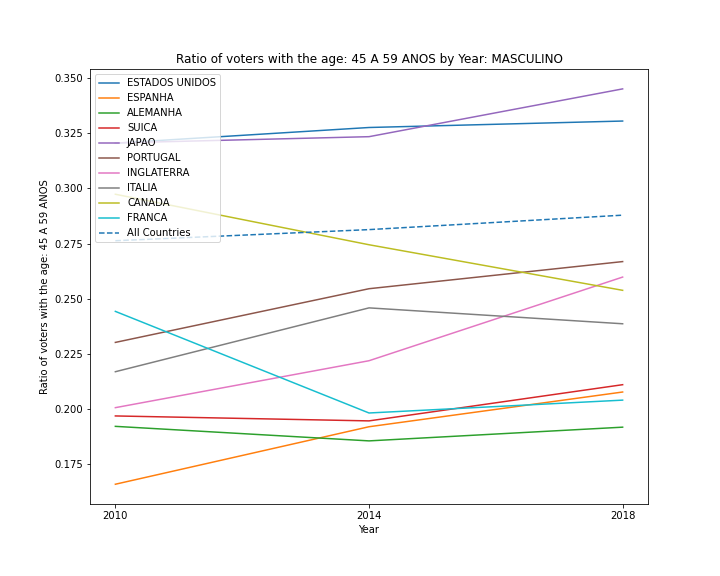 Ratio of voters with the age: 45 A 59 ANOS by Year: MASCULINO
Ratio of voters with the age: 45 A 59 ANOS
0.350
0.325
0.300
0.275
0.250
0.225
0.200
0.175
ESTADOS UNIDOS
ESPANHA
ALEMANHA
SUICA
JAPAO
PORTUGAL
INGLATERRA
ITALIA
CANADA
FRANCA
All Countries
2010
2014
2018
Year